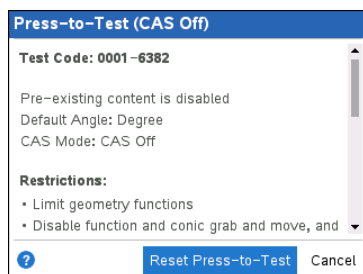 Press-to-Test (CAS Off)
Test Code: 0001-6382
Pre-existing content is disabled
Default Angle: Degree
CAS Mode: CAS Off
Restrictions:
• Limit geometry functions
• Disable function and conic grab and move, and
? Reset Press-to-Test Cancel